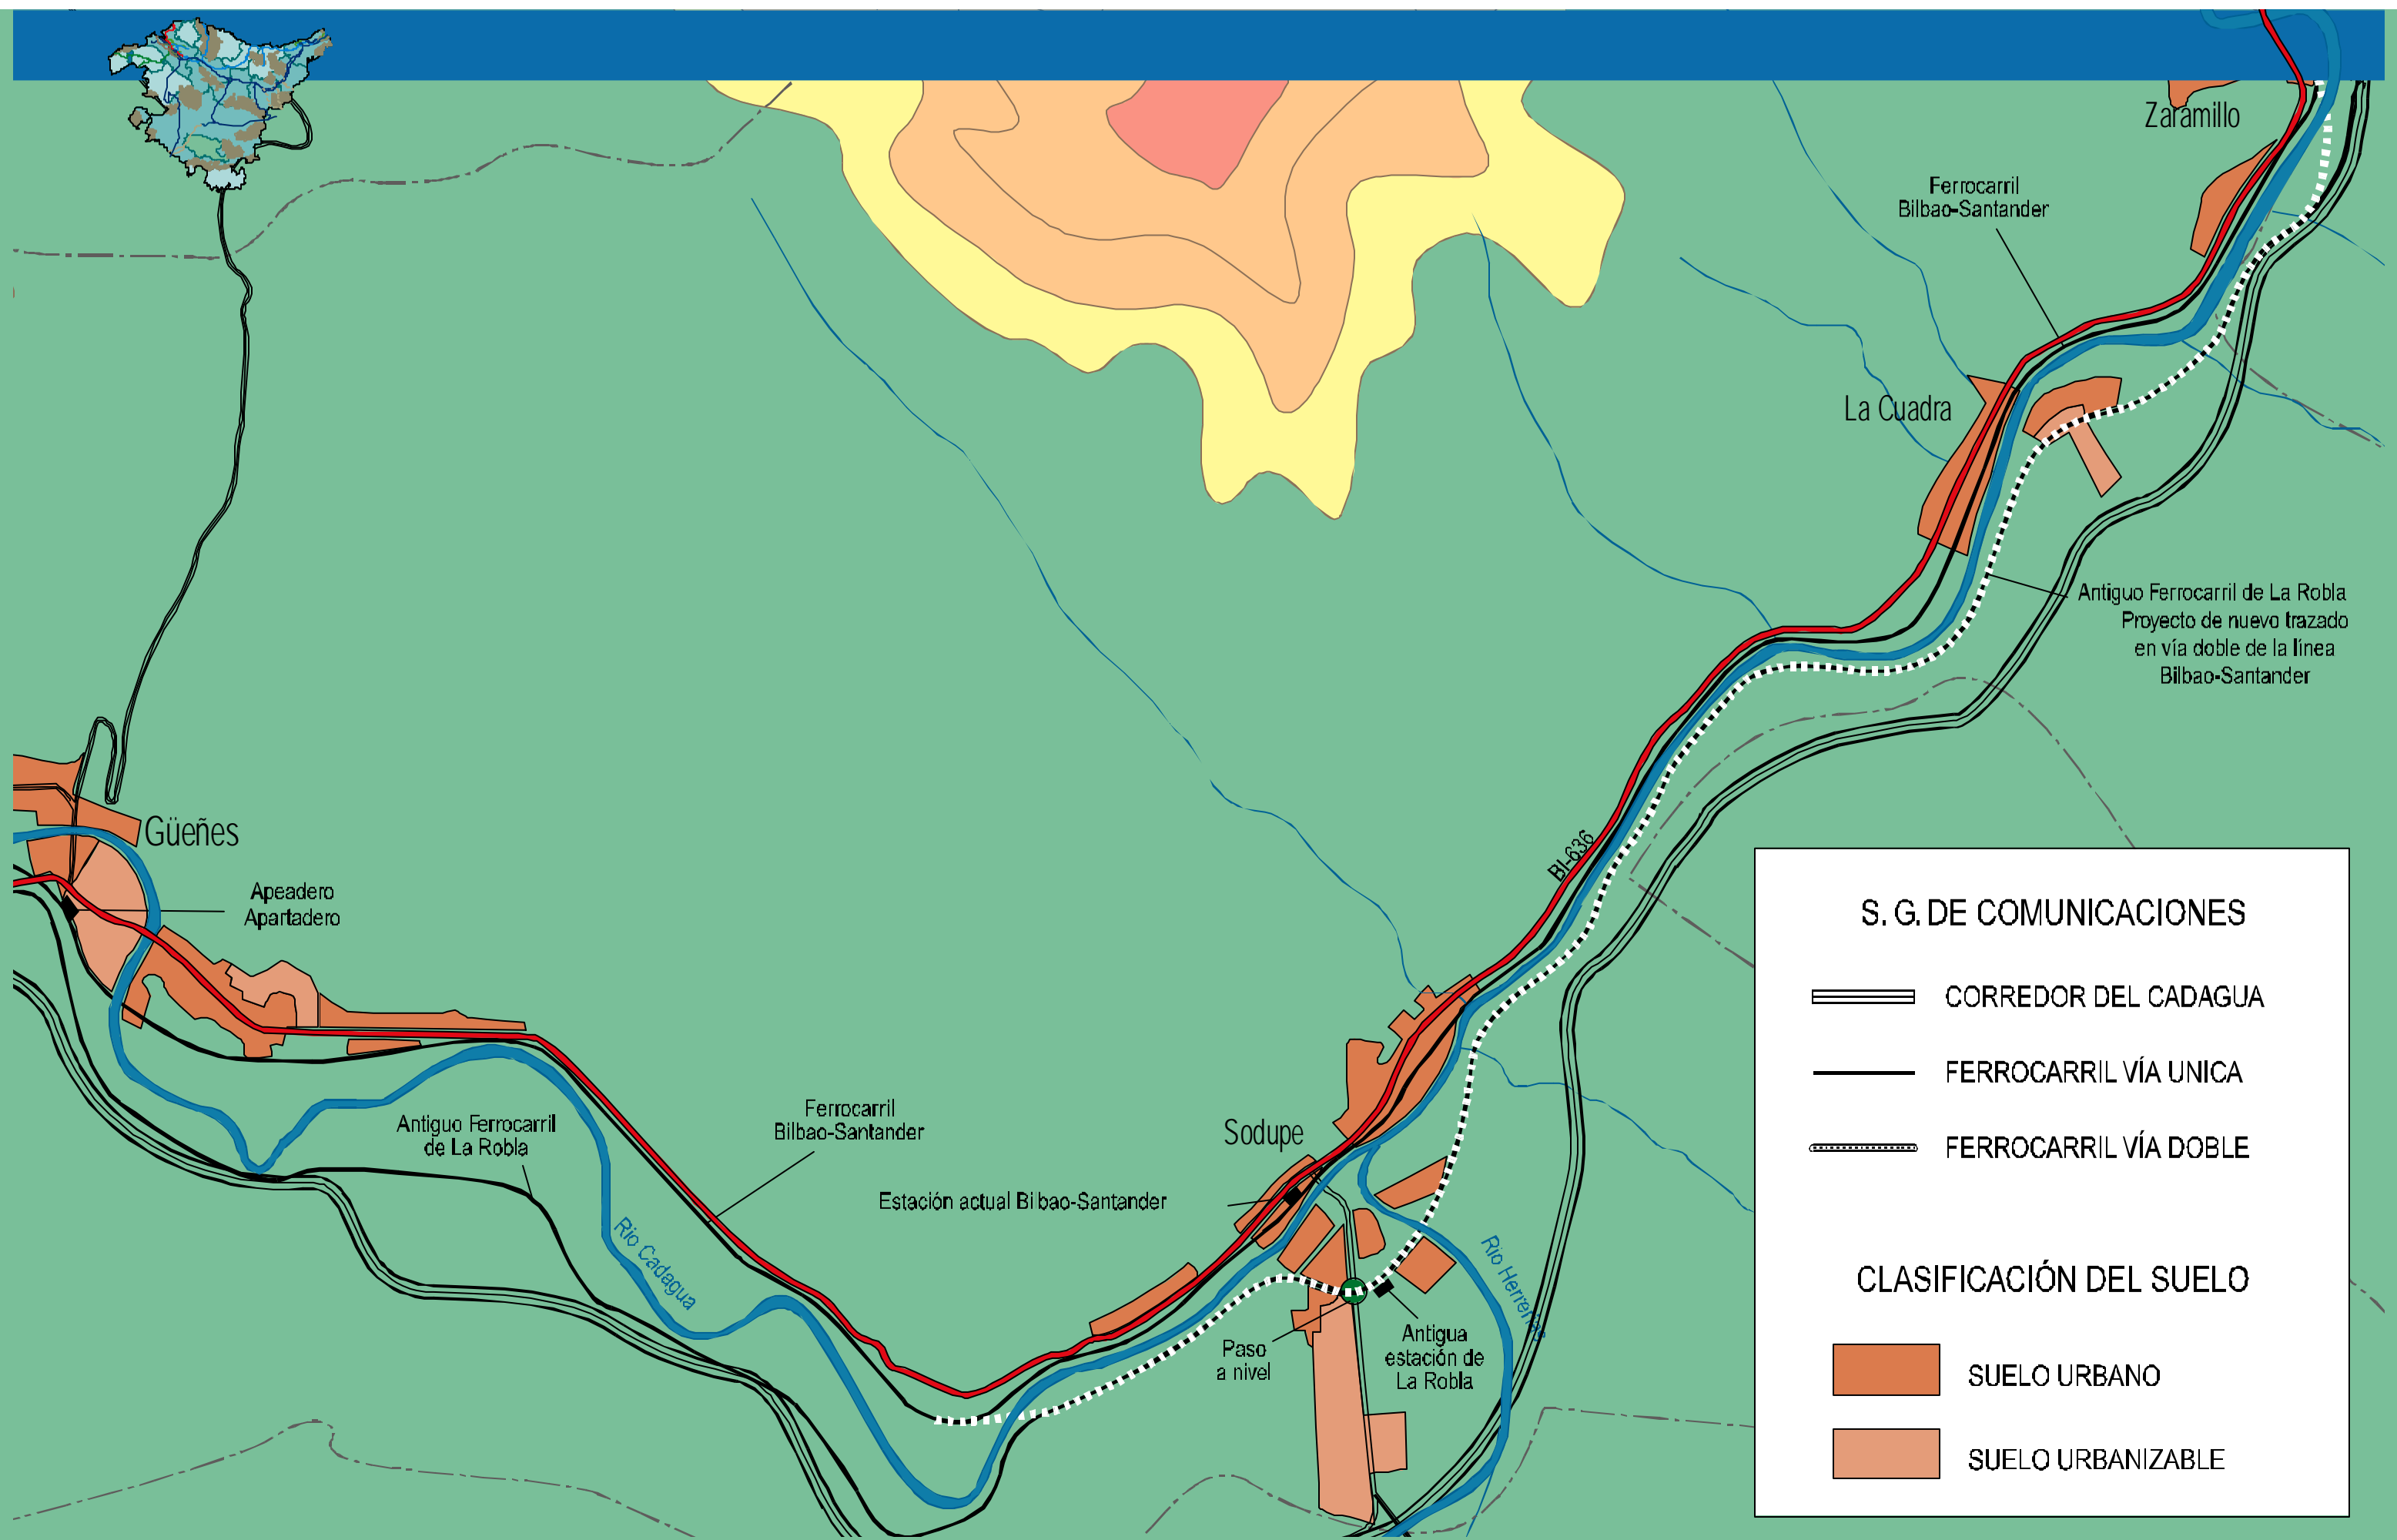 Zaramillo
Ferrocarril
Bilbao-Santander
La Cuadra
Antiguo Ferrocarril de La Robla
Proyecto de nuevo trazado
en vía doble de la línea
Bilbao-Santander
BI-636
Güeñes
Apeadero
Apartadero
Antiguo Ferrocarril
de La Robla
Ferrocarril
Bilbao-Santander
Sodupe
Estación actual Bilbao-Santander
Rio Cadagua
Rio Herrerias
Paso
a nivel
Antigua
estación de
La Robla
S. G. DE COMUNICACIONES
CORREDOR DEL CADAGUA
FERROCARRIL VÍA UNICA
FERROCARRIL VÍA DOBLE
CLASIFICACIÓN DEL SUELO
SUELO URBANO
SUELO URBANIZABLE